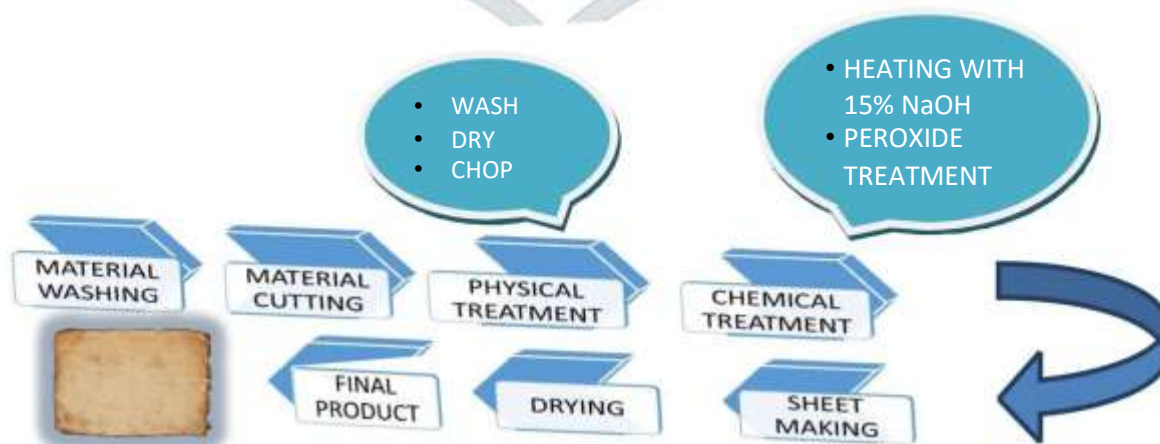 • WASH
• DRY
• CHOP
• HEATING WITH
15% NaOH
• PEROXIDE
TREATMENT
MATERIAL
WASHING
MATERIAL
CUTTING
PHYSICAL
TREATMENT
CHEMICAL
TREATMENT
SHEET
MAKING
DRYING
FINAL
PRODUCT